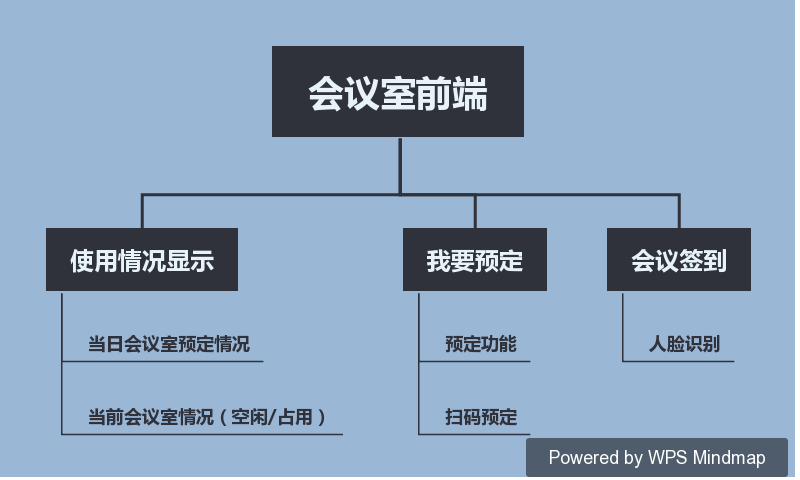 会议室前端
使用情况显示
我要预定
会议签到
当日会议室预定情况
预定功能
人脸识别
当前会议室情况（空闲/占用）
扫码预定
Powered by WPS Mindmap